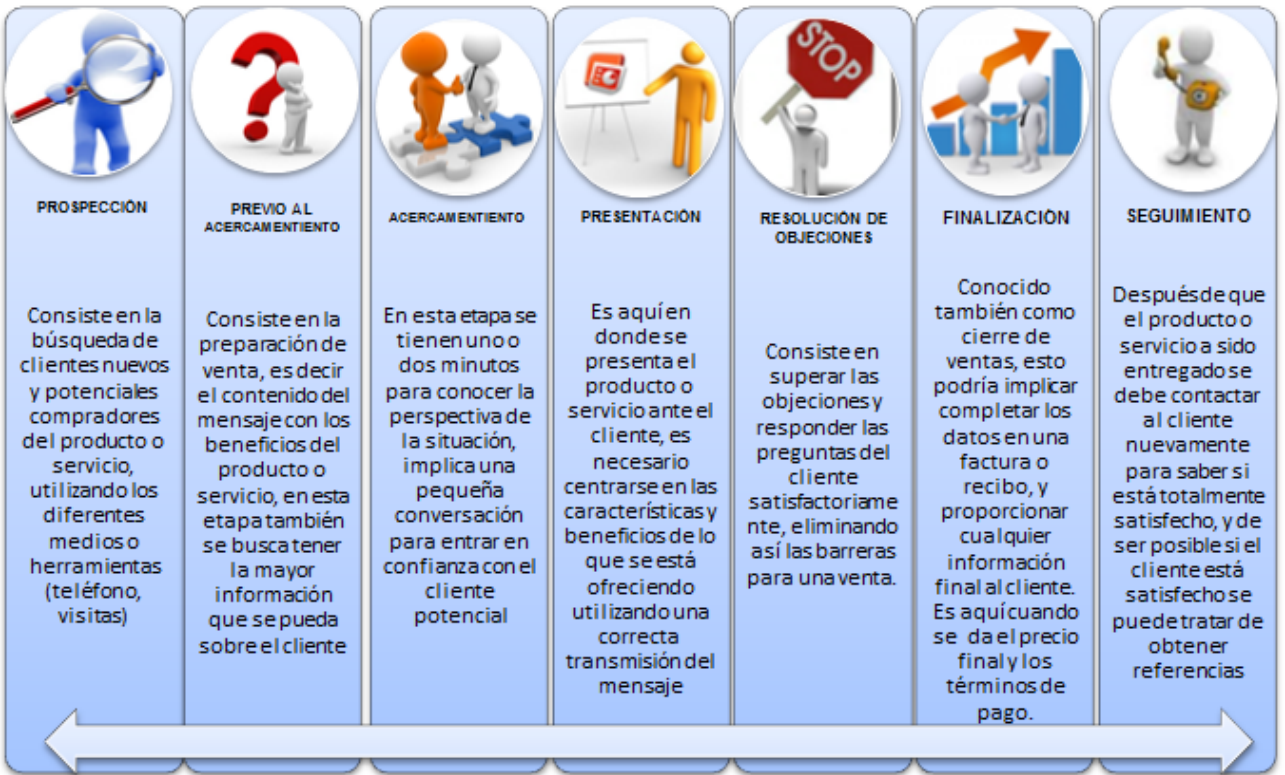 PROSPECCIÓN
Consiste en la
búsqueda de
clientes nuevos
y potenciales
compradores
del producto o
servicio,
utilizando los
diferentes
medios o
herramientas
(teléfono,
visitas)
PREVIO AL
ACERCAMENTIENTO
Consiste en la
preparación de
venta, es decir
el contenido del
mensaje con los
beneficios del
producto o
servicio, en esta
etapa también
se busca tener
la mayor
información
que se pueda
sobre el cliente
ACERCAMENTIENTO
En esta etapa se
tienen uno o
dos minutos
para conocer la
perspectiva de
la situación,
implica una
pequeña
conversación
para entrar en
confianza con el
cliente
potencial
PRESENTACIÓN
Es aquí en
donde se
presenta el
producto o
servicio ante el
cliente, es
necesario
centrarse en las
características y
beneficios de lo
que se está
ofreciendo
utilizando una
correcta
transmisión del
mensaje
STOP
RESOLUCIÓN DE
OBJECIONES
Consiste en
superar las
objeciones y
responder las
preguntas del
cliente
satisfactoriame
nte, eliminando
así las barreras
para una venta.
FINALIZACIÓN
Conocido
también como
cierre de
ventas, esto
podría implicar
completar los
datos en una
factura o
recibo, y
proporcionar
cualquier
información
final al cliente.
Es aquí cuando
se da el precio
final y los
términos de
pago.
SEGUIMIENTO
Después de que
el producto o
servicio a sido
entregado se
debe contactar
al cliente
nuevamente
para saber si
está totalmente
satisfecho, y de
ser posible si el
cliente está
satisfecho se
puede tratar de
obtener
referencias